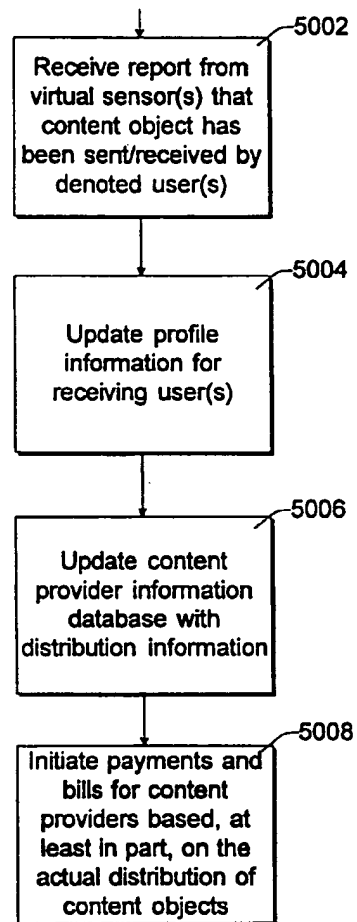 5002
Receive report from
virtual sensor(s) that
content object has
been sent/received by
denoted user(s)
5004
Update profile
information for
receiving user(s)
5006
Update content
provider information
database with
distribution information
5008
Initiate payments and
bills for content
providers based, at
least in part, on the
actual distribution of
content objects